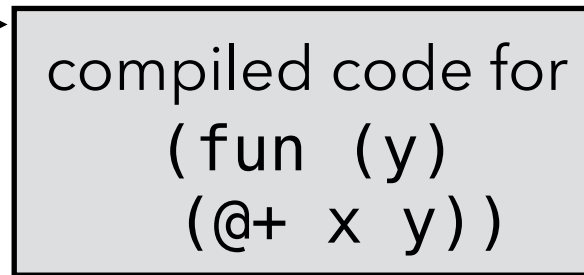 compiled code for
(fun (y)
(@+ x y))